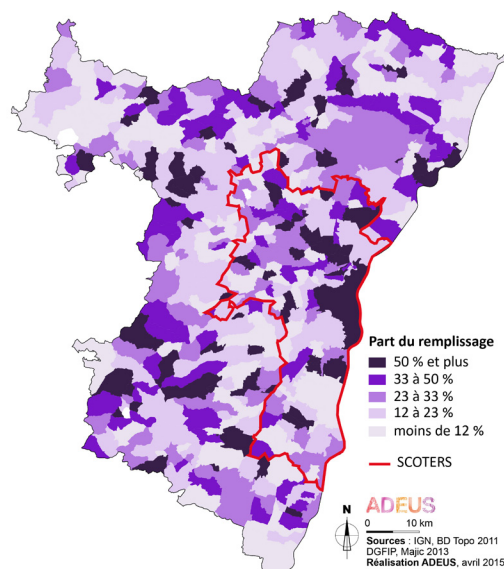 Part du remplissage
50 % et plus
33 à 50 %
23 à 33 %
12 à 23 %
moins de 12 %
SCOTERS
N
ADEUS
0 10 km
Sources : IGN, BD Topo 2011
DGFIP, Majic 2013
Réalisation ADEUS, avril 2015